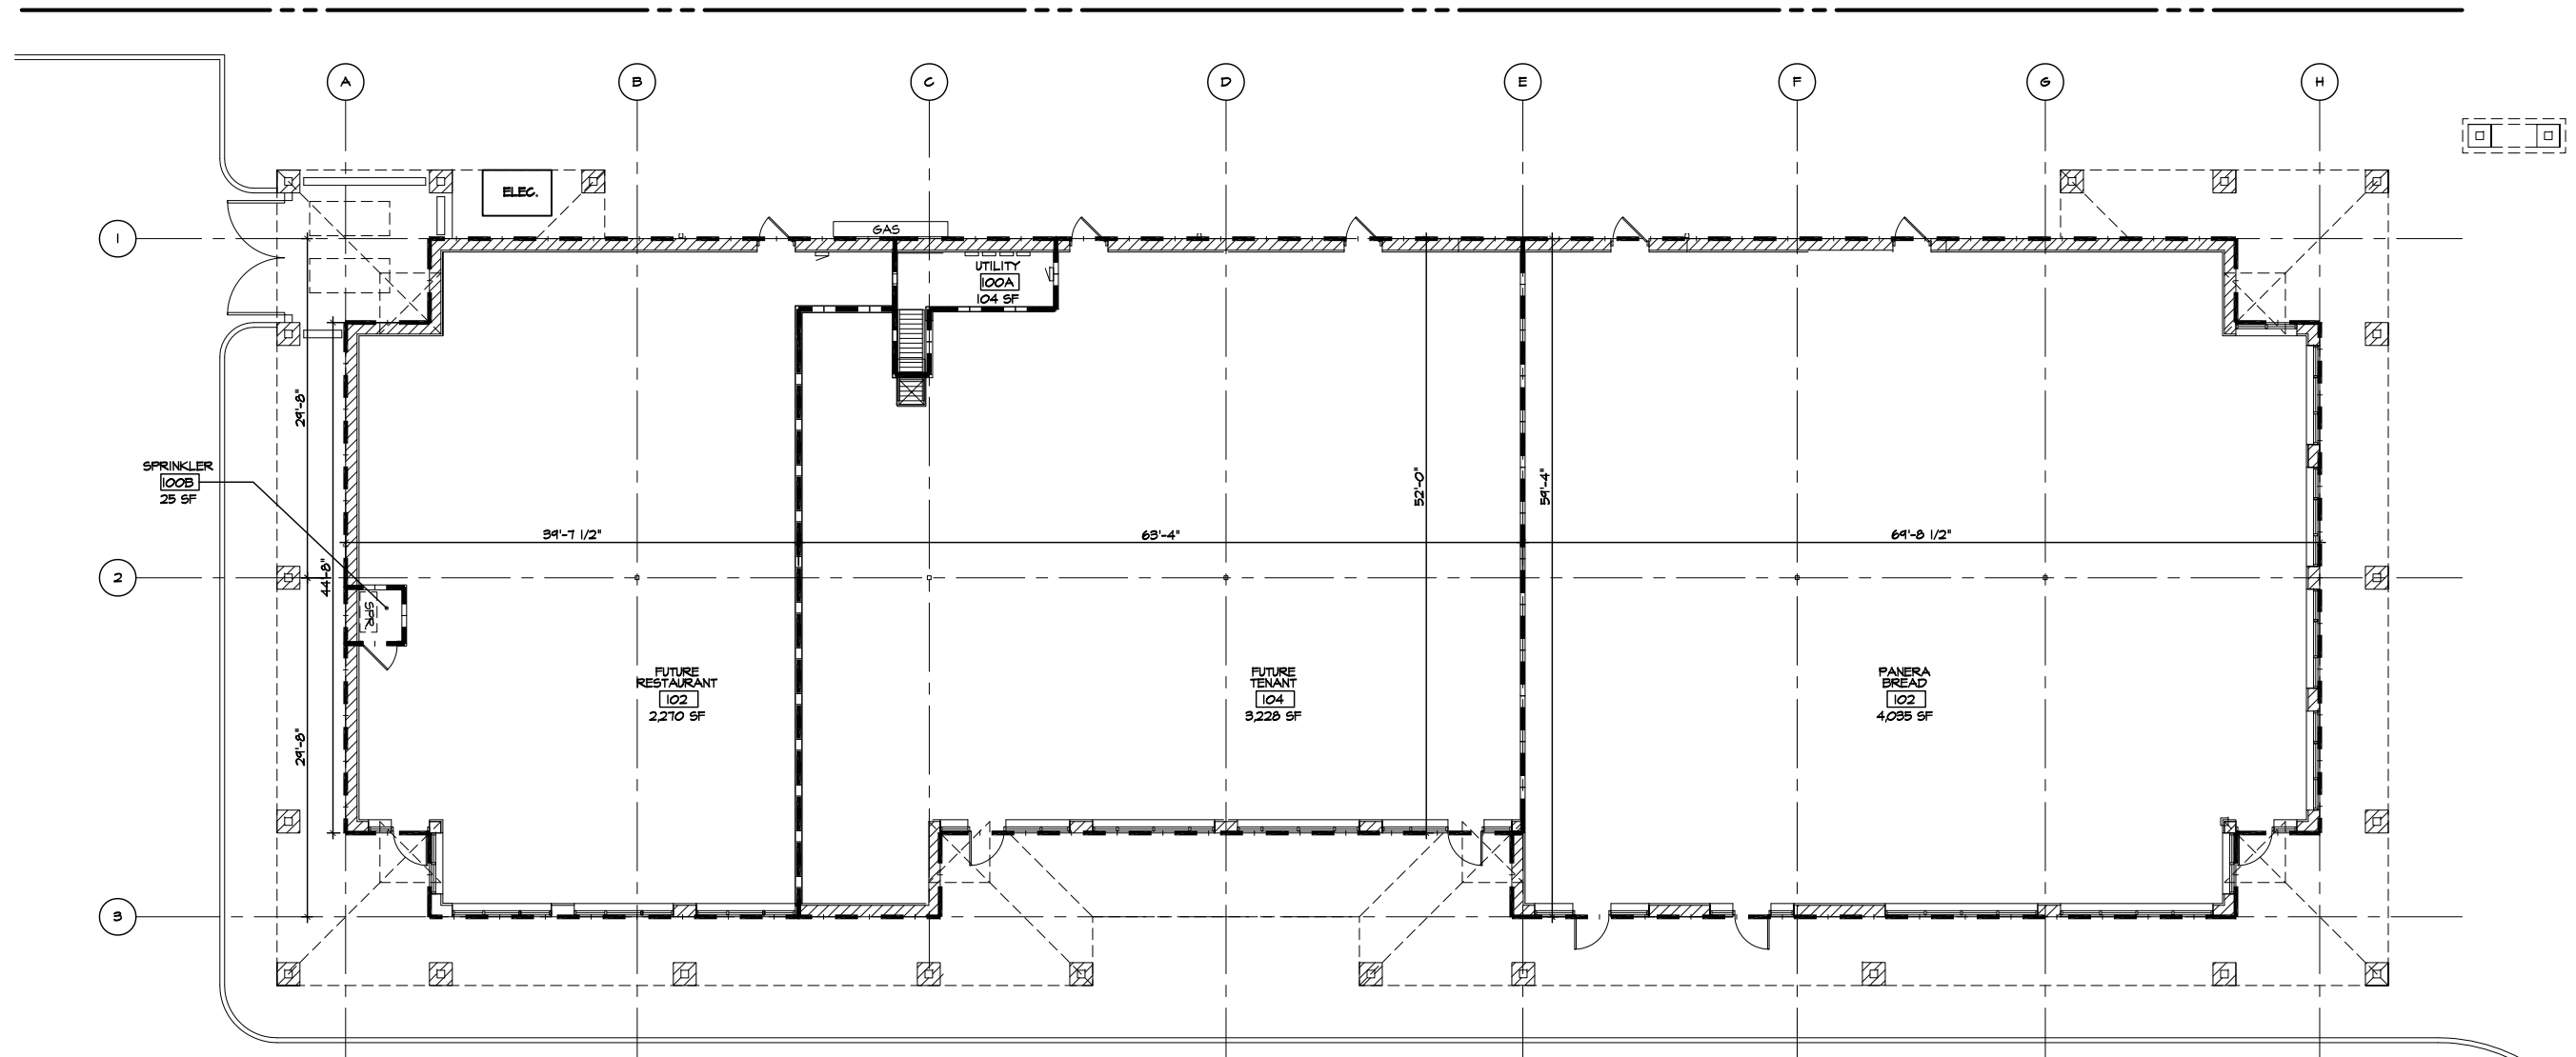 A B C D E F G H
ELEC.
1
GAS
UTILITY
100A
104 SF
29'-8"
SPRINKLER
100B
25 SF
52'-0"
59'-4"
39'-7 1/2"
63'-4"
69'-8 1/2"
2
44'-8"
SPR.
FUTURE
RESTAURANT
102
2,270 SF
FUTURE
TENANT
104
3,228 SF
PANERA
BREAD
102
4,035 SF
29'-8"
3